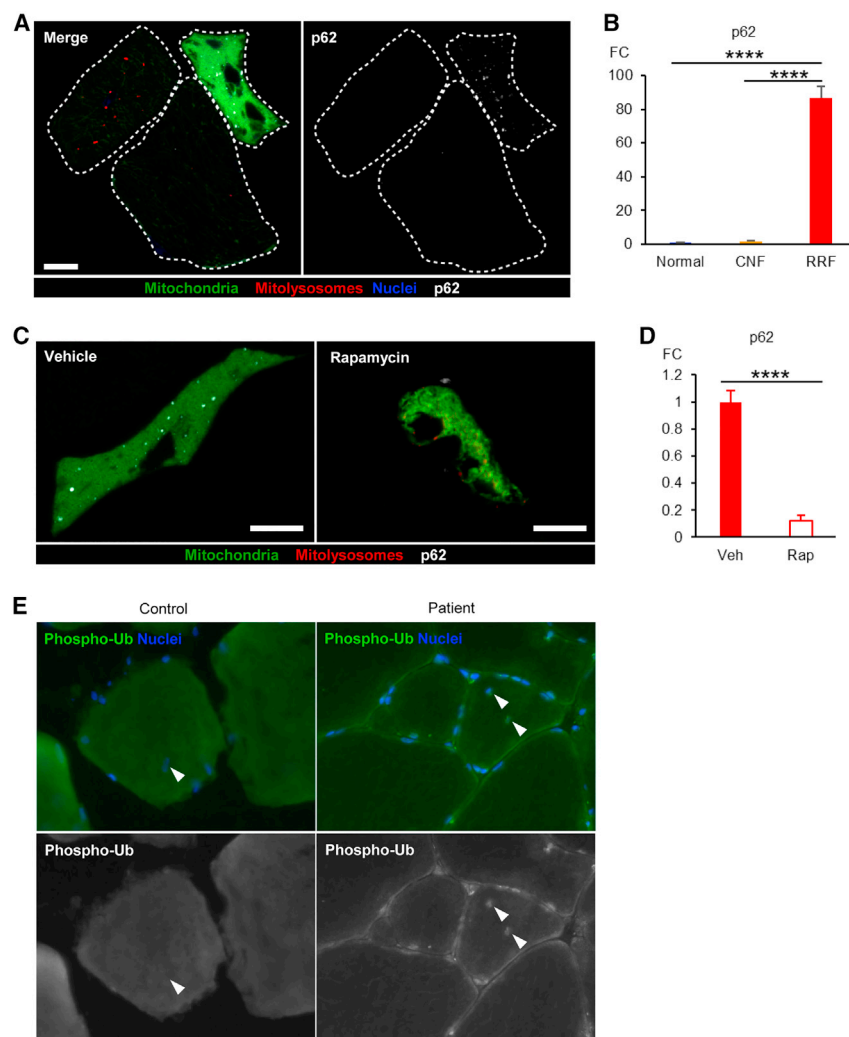 A
Merge
p62
Mitochondria Mitolysosomes Nuclei p62
B
p62
FC
****
****
100
80
60
40
20
0
Normal CNF RRF
C
Vehicle
Rapamycin
Mitochondria Mitolysosomes p62
D
p62
FC
****
1.2
1
0.8
0.6
0.4
0.2
0
Veh Rap
E
Control Patient
Phospho-Ub Nuclei
Phospho-Ub Nuclei
Phospho-Ub
Phospho-Ub